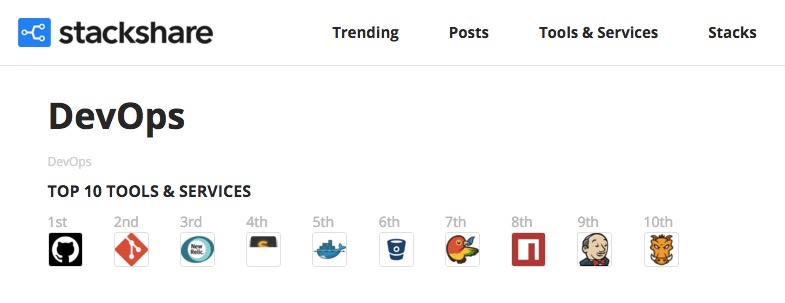 stackshare Trending Posts Tools & Services Stacks
DevOps
DevOps
TOP 10 TOOLS & SERVICES
1st 2nd 3rd 4th 5th 6th 7th 8th 9th 10th
New Relic